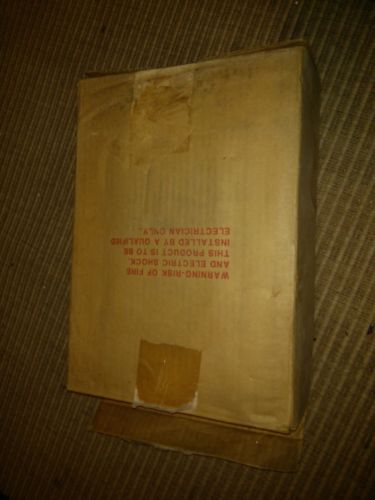 WARNING-RISK OF FIRE
AND ELECTRIC SHOCK.
THIS PRODUCT IS TO BE
INSTALLED BY A QUALIFIED
ELECTRICIAN ONLY.